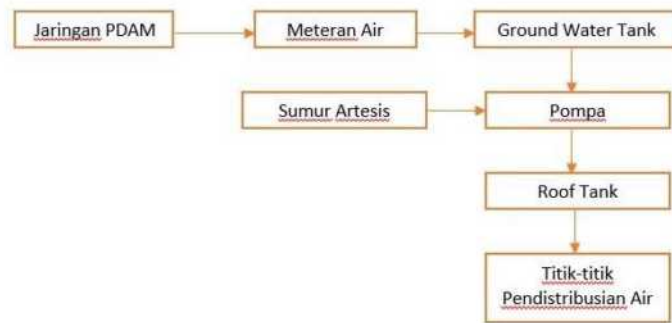 Jaringan PDAM
Meteran Air
Ground Water Tank
Sumur Artesis
Pompa
Roof Tank
Titik-titik
Pendistribusian Air